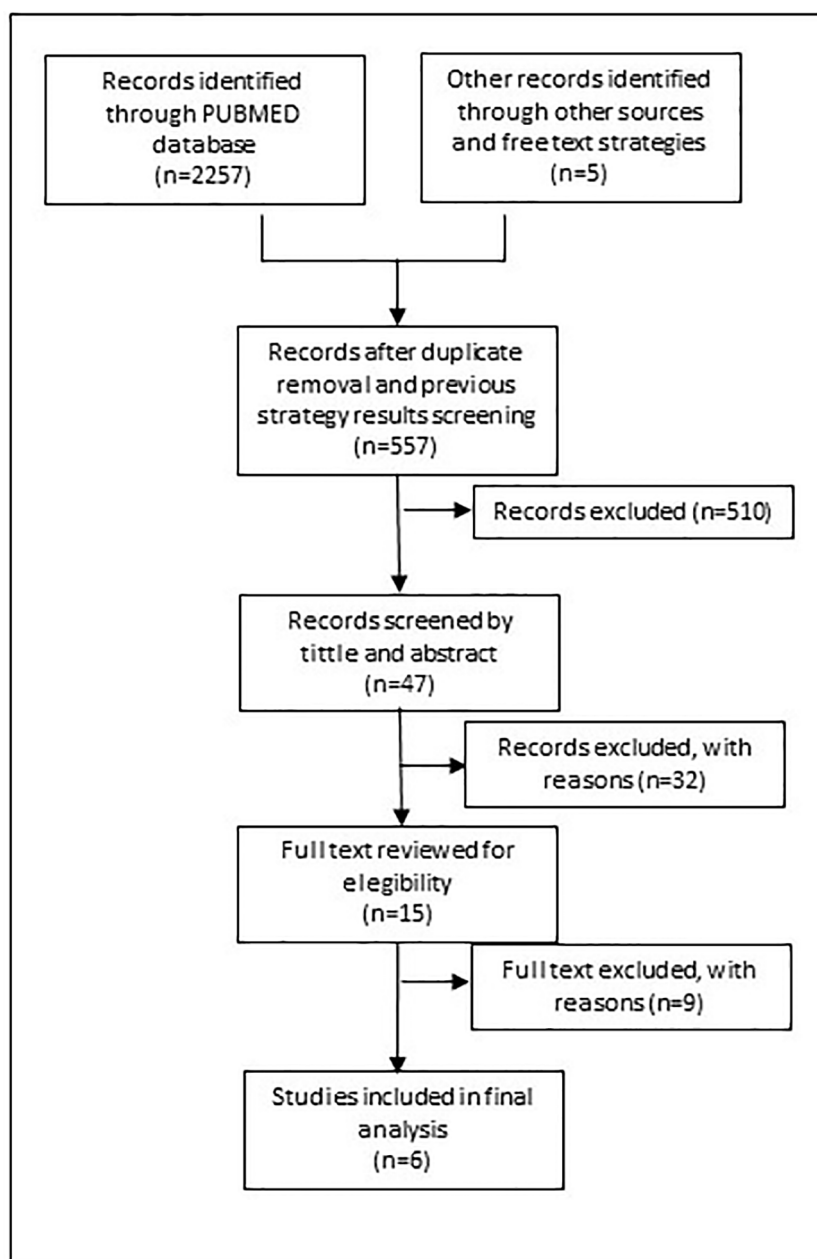 Records identified
through PUBMED
database
(n=2257)
Other records identified
through other sources
and free text strategies
(n=5)
Records after duplicate
removal and previous
strategy results screening
(n=557)
Records excluded (n=510)
Records screened by
tittle and abstract
(n=47)
Records excluded, with
reasons (n=32)
Full text reviewed for
elegibility
(n=15)
Full text excluded, with
reasons (n=9)
Studies included in final
analysis
(n=6)